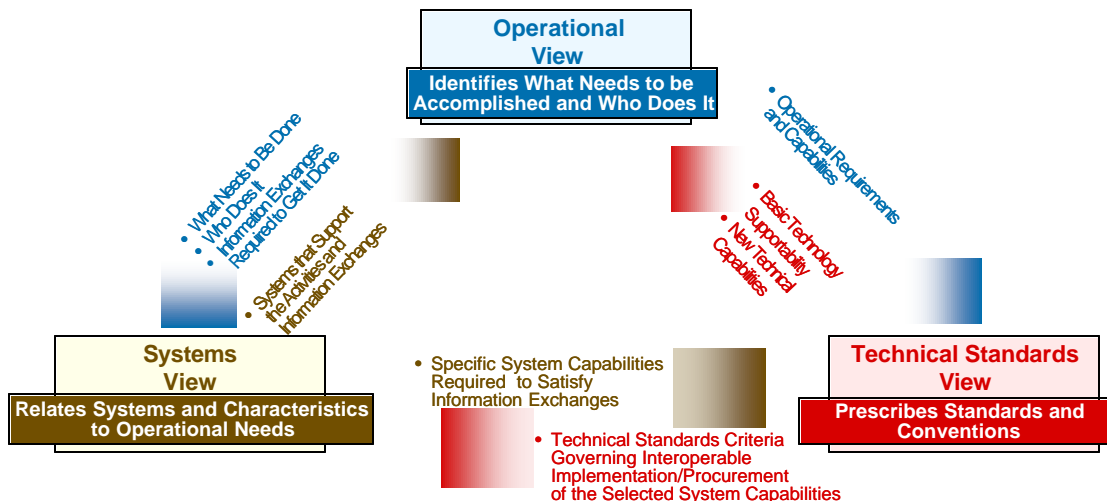 Operational
View
Identifies What Needs to be
Accomplished and Who Does It
• What Needs to Be Done
• Who Does It
• Information Exchanges
Required to Get It Done
• Systems that Support
the Activities and
Information Exchanges
• Operational Requirements
and Capabilities
• Basic Technology
Supportability
• New Technical
Capabilities
Systems
View
Relates Systems and Characteristics
to Operational Needs
• Specific System Capabilities
Required to Satisfy
Information Exchanges
• Technical Standards Criteria
Governing Interoperable
Implementation/Procurement
of the Selected System Capabilities
Technical Standards
View
Prescribes Standards and
Conventions